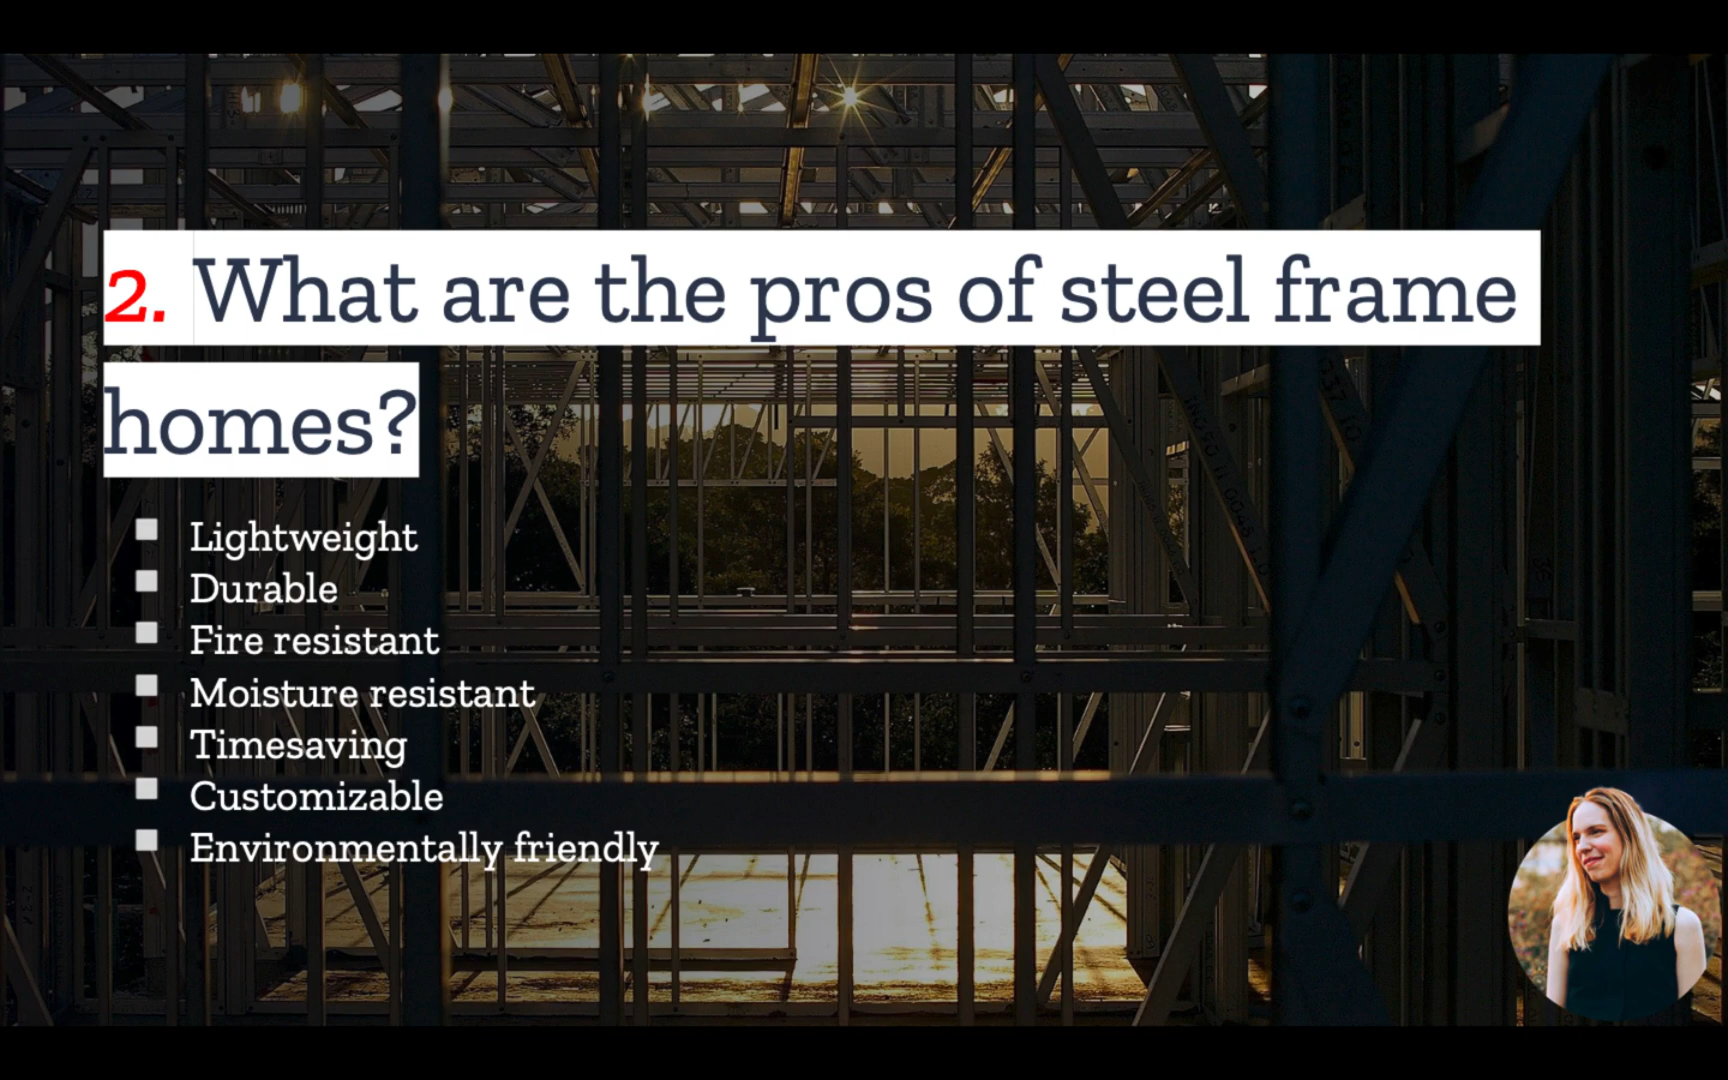 2. What are the pros of steel frame
homes?
Lightweight
Durable
Fire resistant
Moisture resistant
Timesaving
Customizable
Environmentally friendly